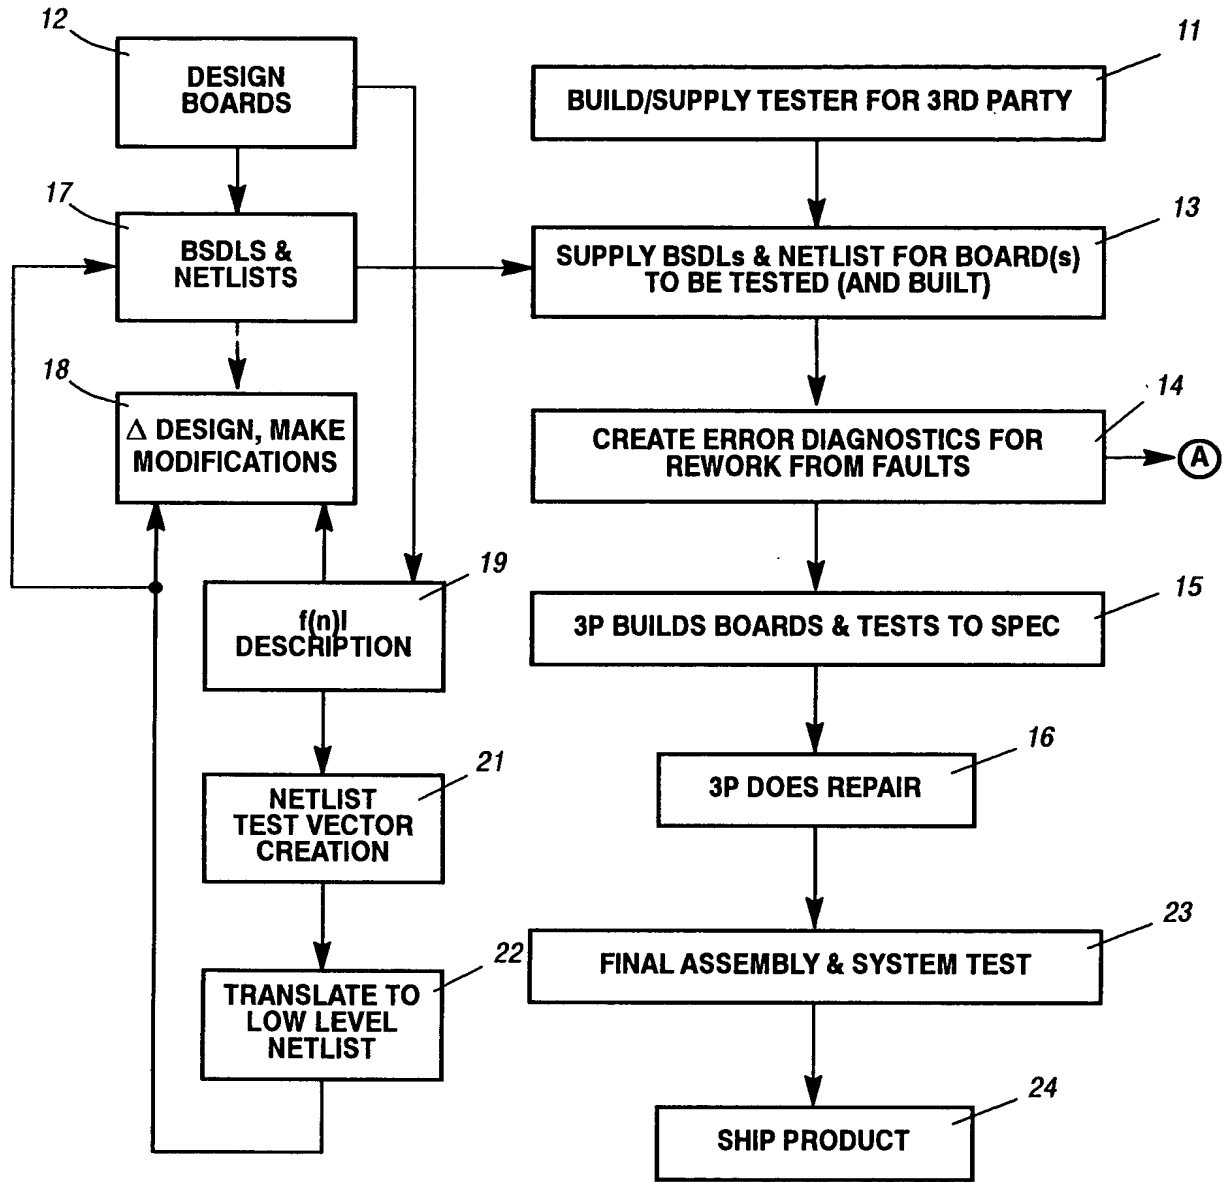 12
DESIGN
BOARDS
17
BSDLS &
NETLISTS
18
Δ DESIGN, MAKE
MODIFICATIONS
19
f(n)l
DESCRIPTION
21
NETLIST
TEST VECTOR
CREATION
22
TRANSLATE TO
LOW LEVEL
NETLIST
11
BUILD/SUPPLY TESTER FOR 3RD PARTY
13
SUPPLY BSDLs & NETLIST FOR BOARD(s)
TO BE TESTED (AND BUILT)
14
CREATE ERROR DIAGNOSTICS FOR
REWORK FROM FAULTS
A
15
3P BUILDS BOARDS & TESTS TO SPEC
16
3P DOES REPAIR
23
FINAL ASSEMBLY & SYSTEM TEST
24
SHIP PRODUCT